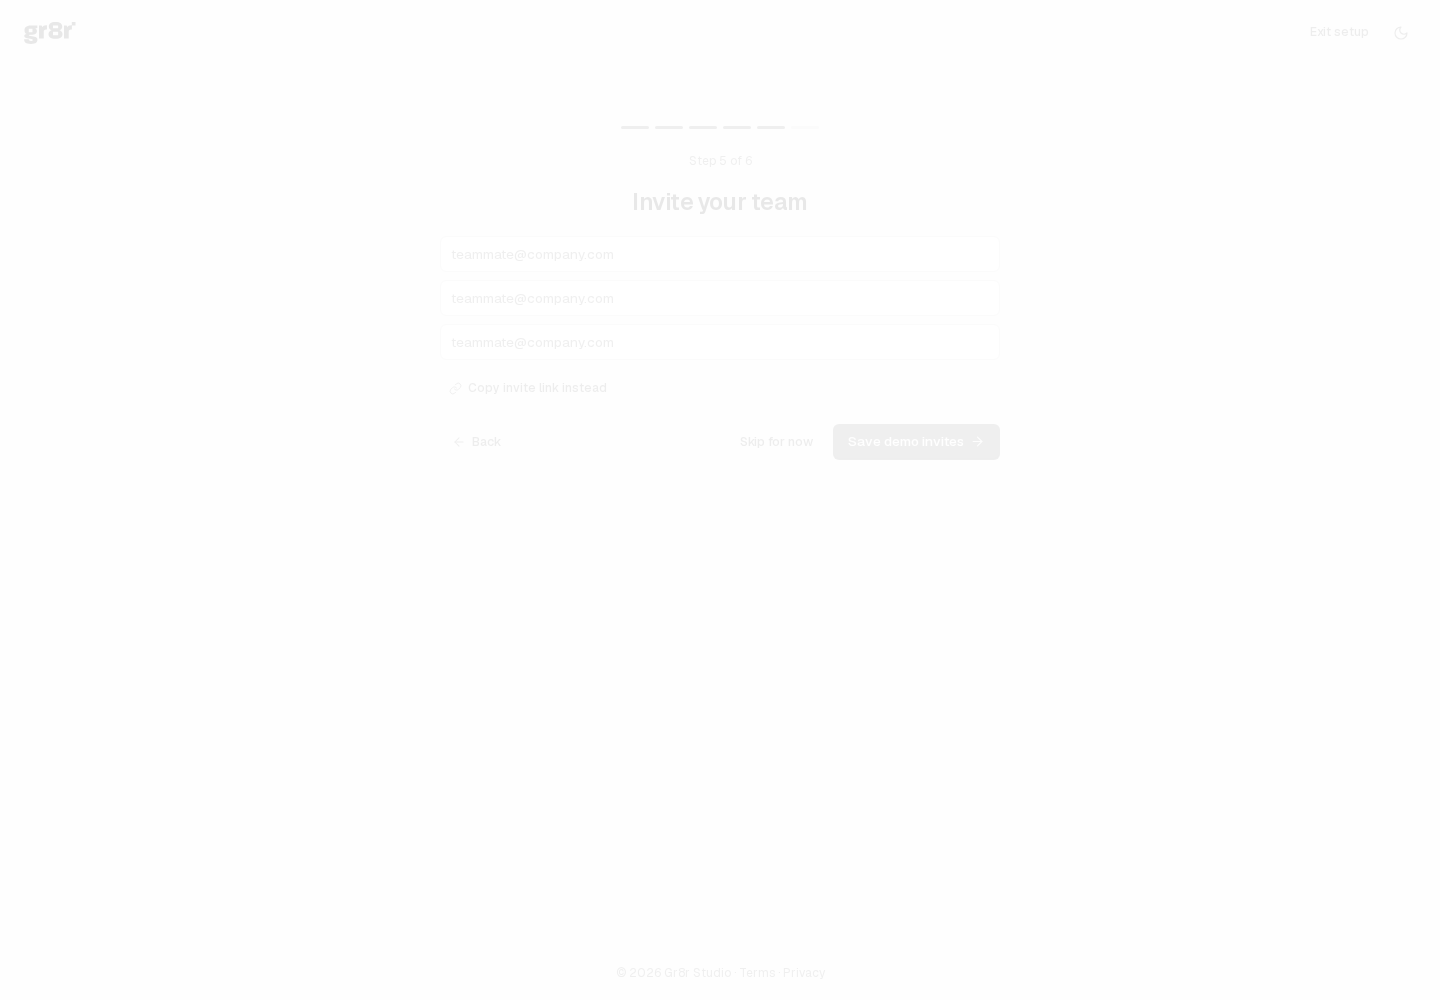 gr8r
Exit setup
Step 5 of 6
Invite your team
teammate@company.com
teammate@company.com
teammate@company.com
Copy invite link instead
Back
Skip for now
Save demo invites
© 2026 Gr8r Studio · Terms · Privacy